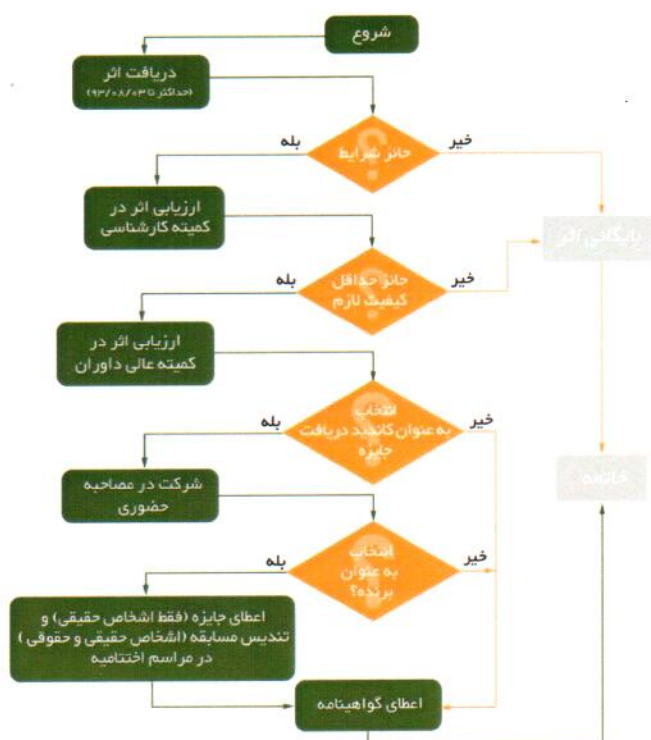 شروع
دریافت اثر
(حداکثر تا ۹۳/۰۸/۰۳)
؟
حائز شرایط
بله
خیر
ارزیابی اثر در
کمیته کارشناسی
بایگانی اثر
؟
حائز حداقل
کیفیت لازم
بله
خیر
ارزیابی اثر در
کمیته عالی داوران
؟
انتخاب
به عنوان کاندید دریافت
جایزه
بله
خیر
شرکت در مصاحبه
حضوری
خاتمه
؟
انتخاب
به عنوان
برنده؟
بله
خیر
اعطای جایزه (فقط اشخاص حقیقی) و
تندیس مسابقه (اشخاص حقیقی و حقوقی)
در مراسم اختتامیه
اعطای گواهینامه